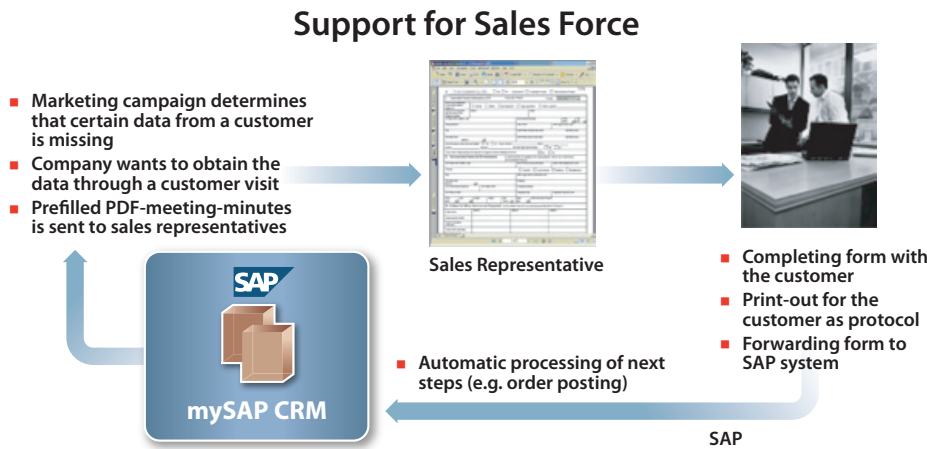 Support for Sales Force
Marketing campaign determines
that certain data from a customer
is missing
Company wants to obtain the
data through a customer visit
Prefilled PDF-meeting-minutes
is sent to sales representatives
Sales Representative
Completing form with
the customer
Print-out for the
customer as protocol
Forwarding form to
SAP system
SAP
mySAP CRM
Automatic processing of next
steps (e.g. order posting)
SAP